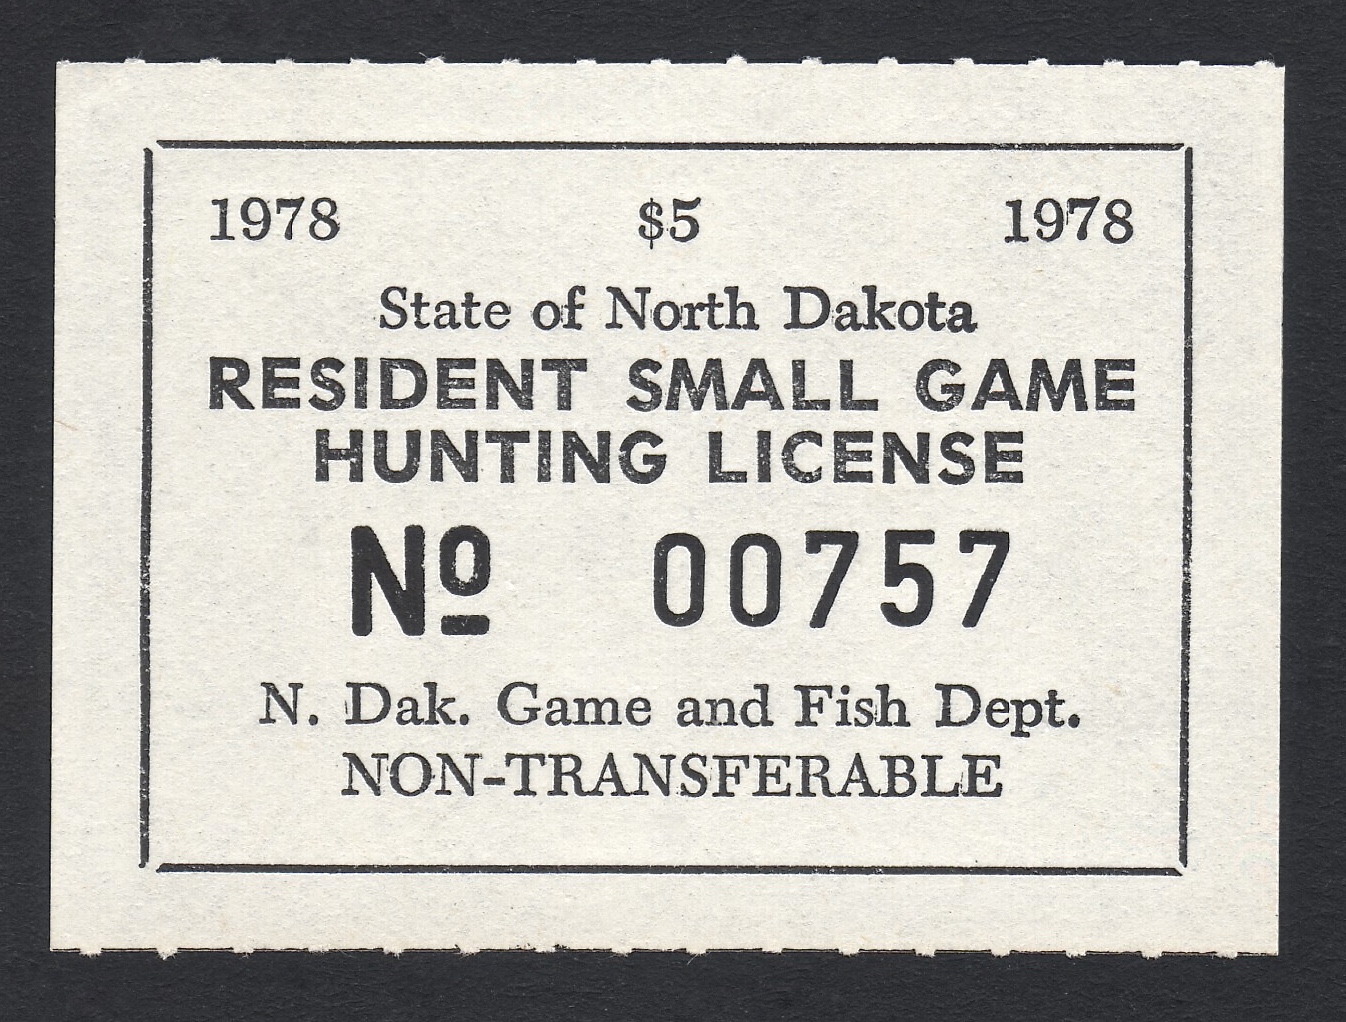 1978 $5 1978
State of North Dakota
RESIDENT SMALL GAME
HUNTING LICENSE
Nº 00757
N. Dak. Game and Fish Dept.
NON-TRANSFERABLE